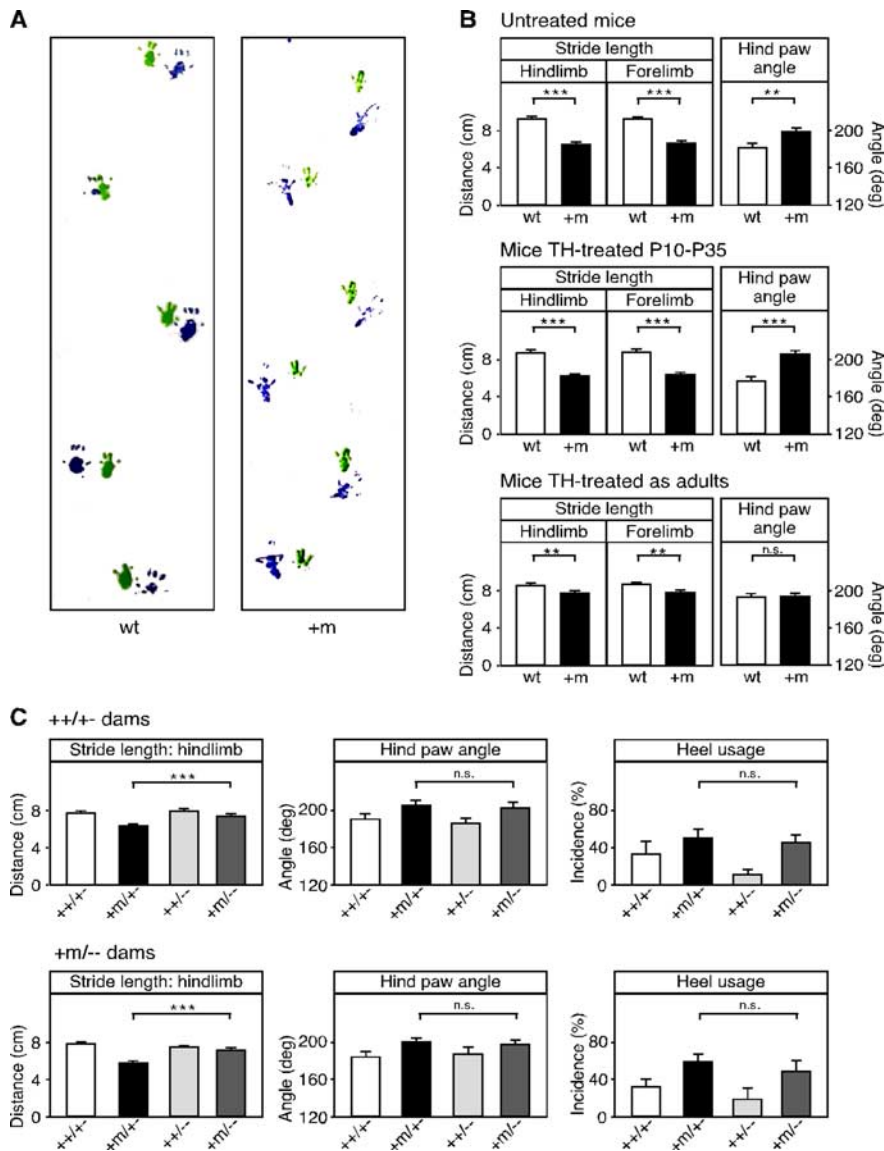 A
wt
+m
B
Untreated mice
Stride length
Hind paw angle
Hindlimb
Forelimb
*** *** **
Distance (cm)
8
4
0
Angle (deg)
200
160
120
wt +m wt +m wt +m
Mice TH-treated P10-P35
Stride length
Hind paw angle
Hindlimb
Forelimb
*** *** ***
Distance (cm)
8
4
0
Angle (deg)
200
160
120
wt +m wt +m wt +m
Mice TH-treated as adults
Stride length
Hind paw angle
Hindlimb
Forelimb
** ** n.s.
Distance (cm)
8
4
0
Angle (deg)
200
160
120
wt +m wt +m wt +m
C
++/+- dams
Stride length: hindlimb
***
Distance (cm)
8
4
0
++/+- +m/+- ++/-- +m/--
Hind paw angle
n.s.
Angle (deg)
200
160
120
++/+- +m/+- ++/-- +m/--
Heel usage
n.s.
Incidence (%)
80
40
0
++/+- +m/+- ++/-- +m/--
+m/-- dams
Stride length: hindlimb
***
Distance (cm)
8
4
0
++/+- +m/+- ++/-- +m/--
Hind paw angle
n.s.
Angle (deg)
200
160
120
++/+- +m/+- ++/-- +m/--
Heel usage
n.s.
Incidence (%)
80
40
0
++/+- +m/+- ++/-- +m/--